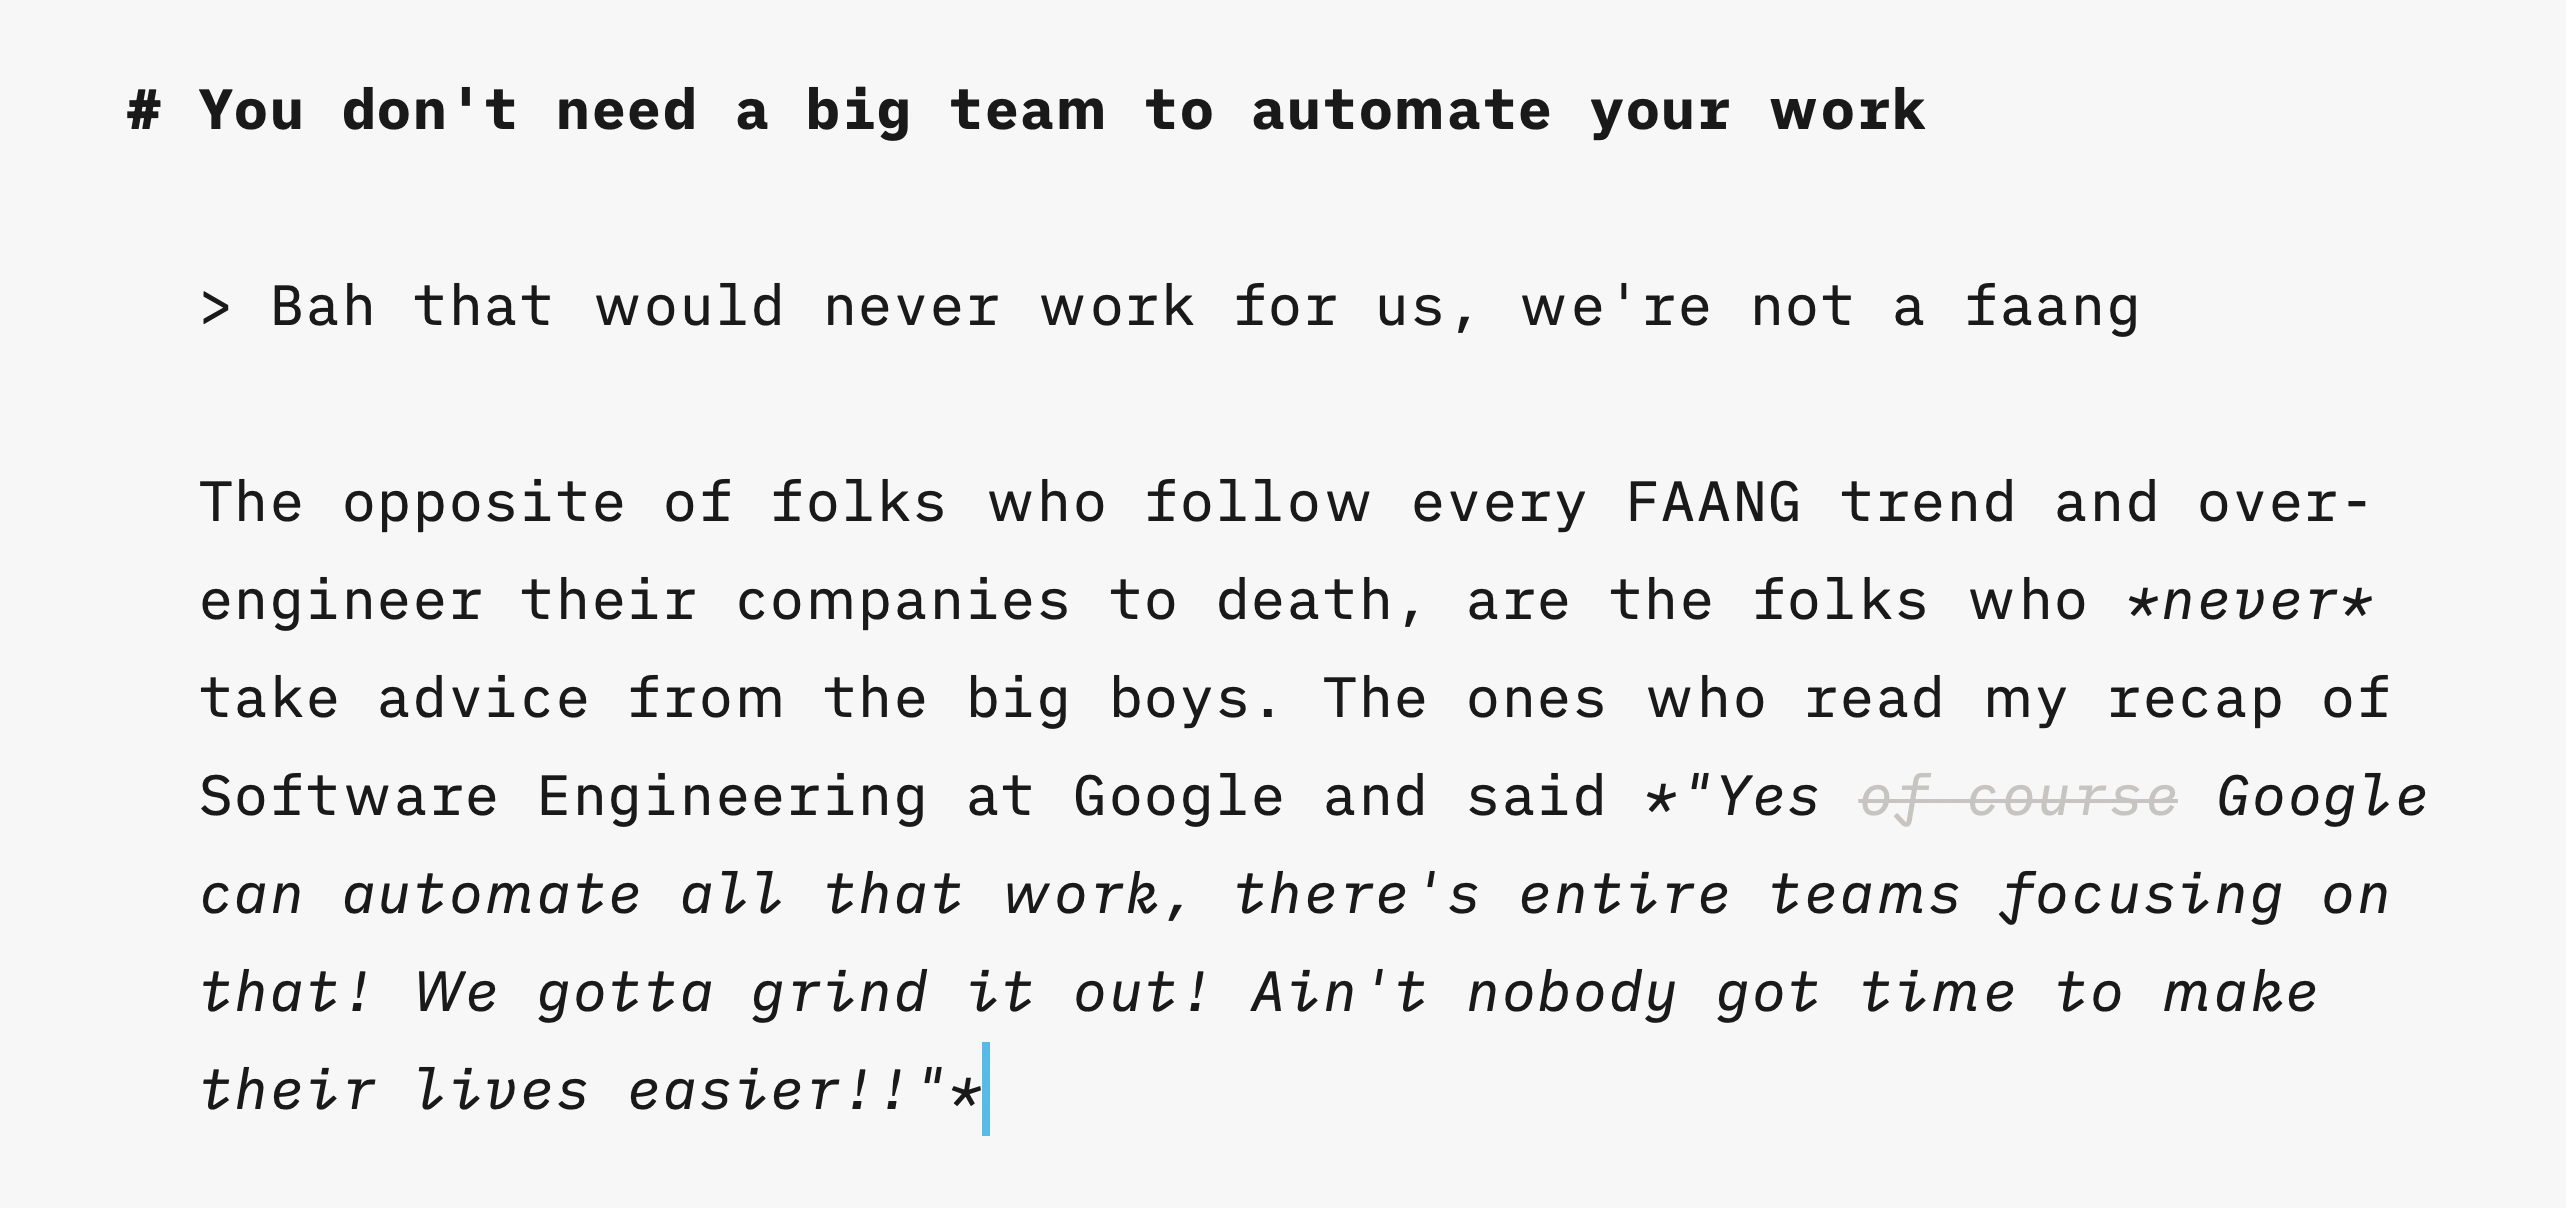 # You don't need a big team to automate your work
> Bah that would never work for us, we're not a faang
The opposite of folks who follow every FAANG trend and over-
engineer their companies to death, are the folks who *never*
take advice from the big boys. The ones who read my recap of
Software Engineering at Google and said *"Yes of course Google
can automate all that work, there's entire teams focusing on
that! We gotta grind it out! Ain't nobody got time to make
their lives easier!!"*